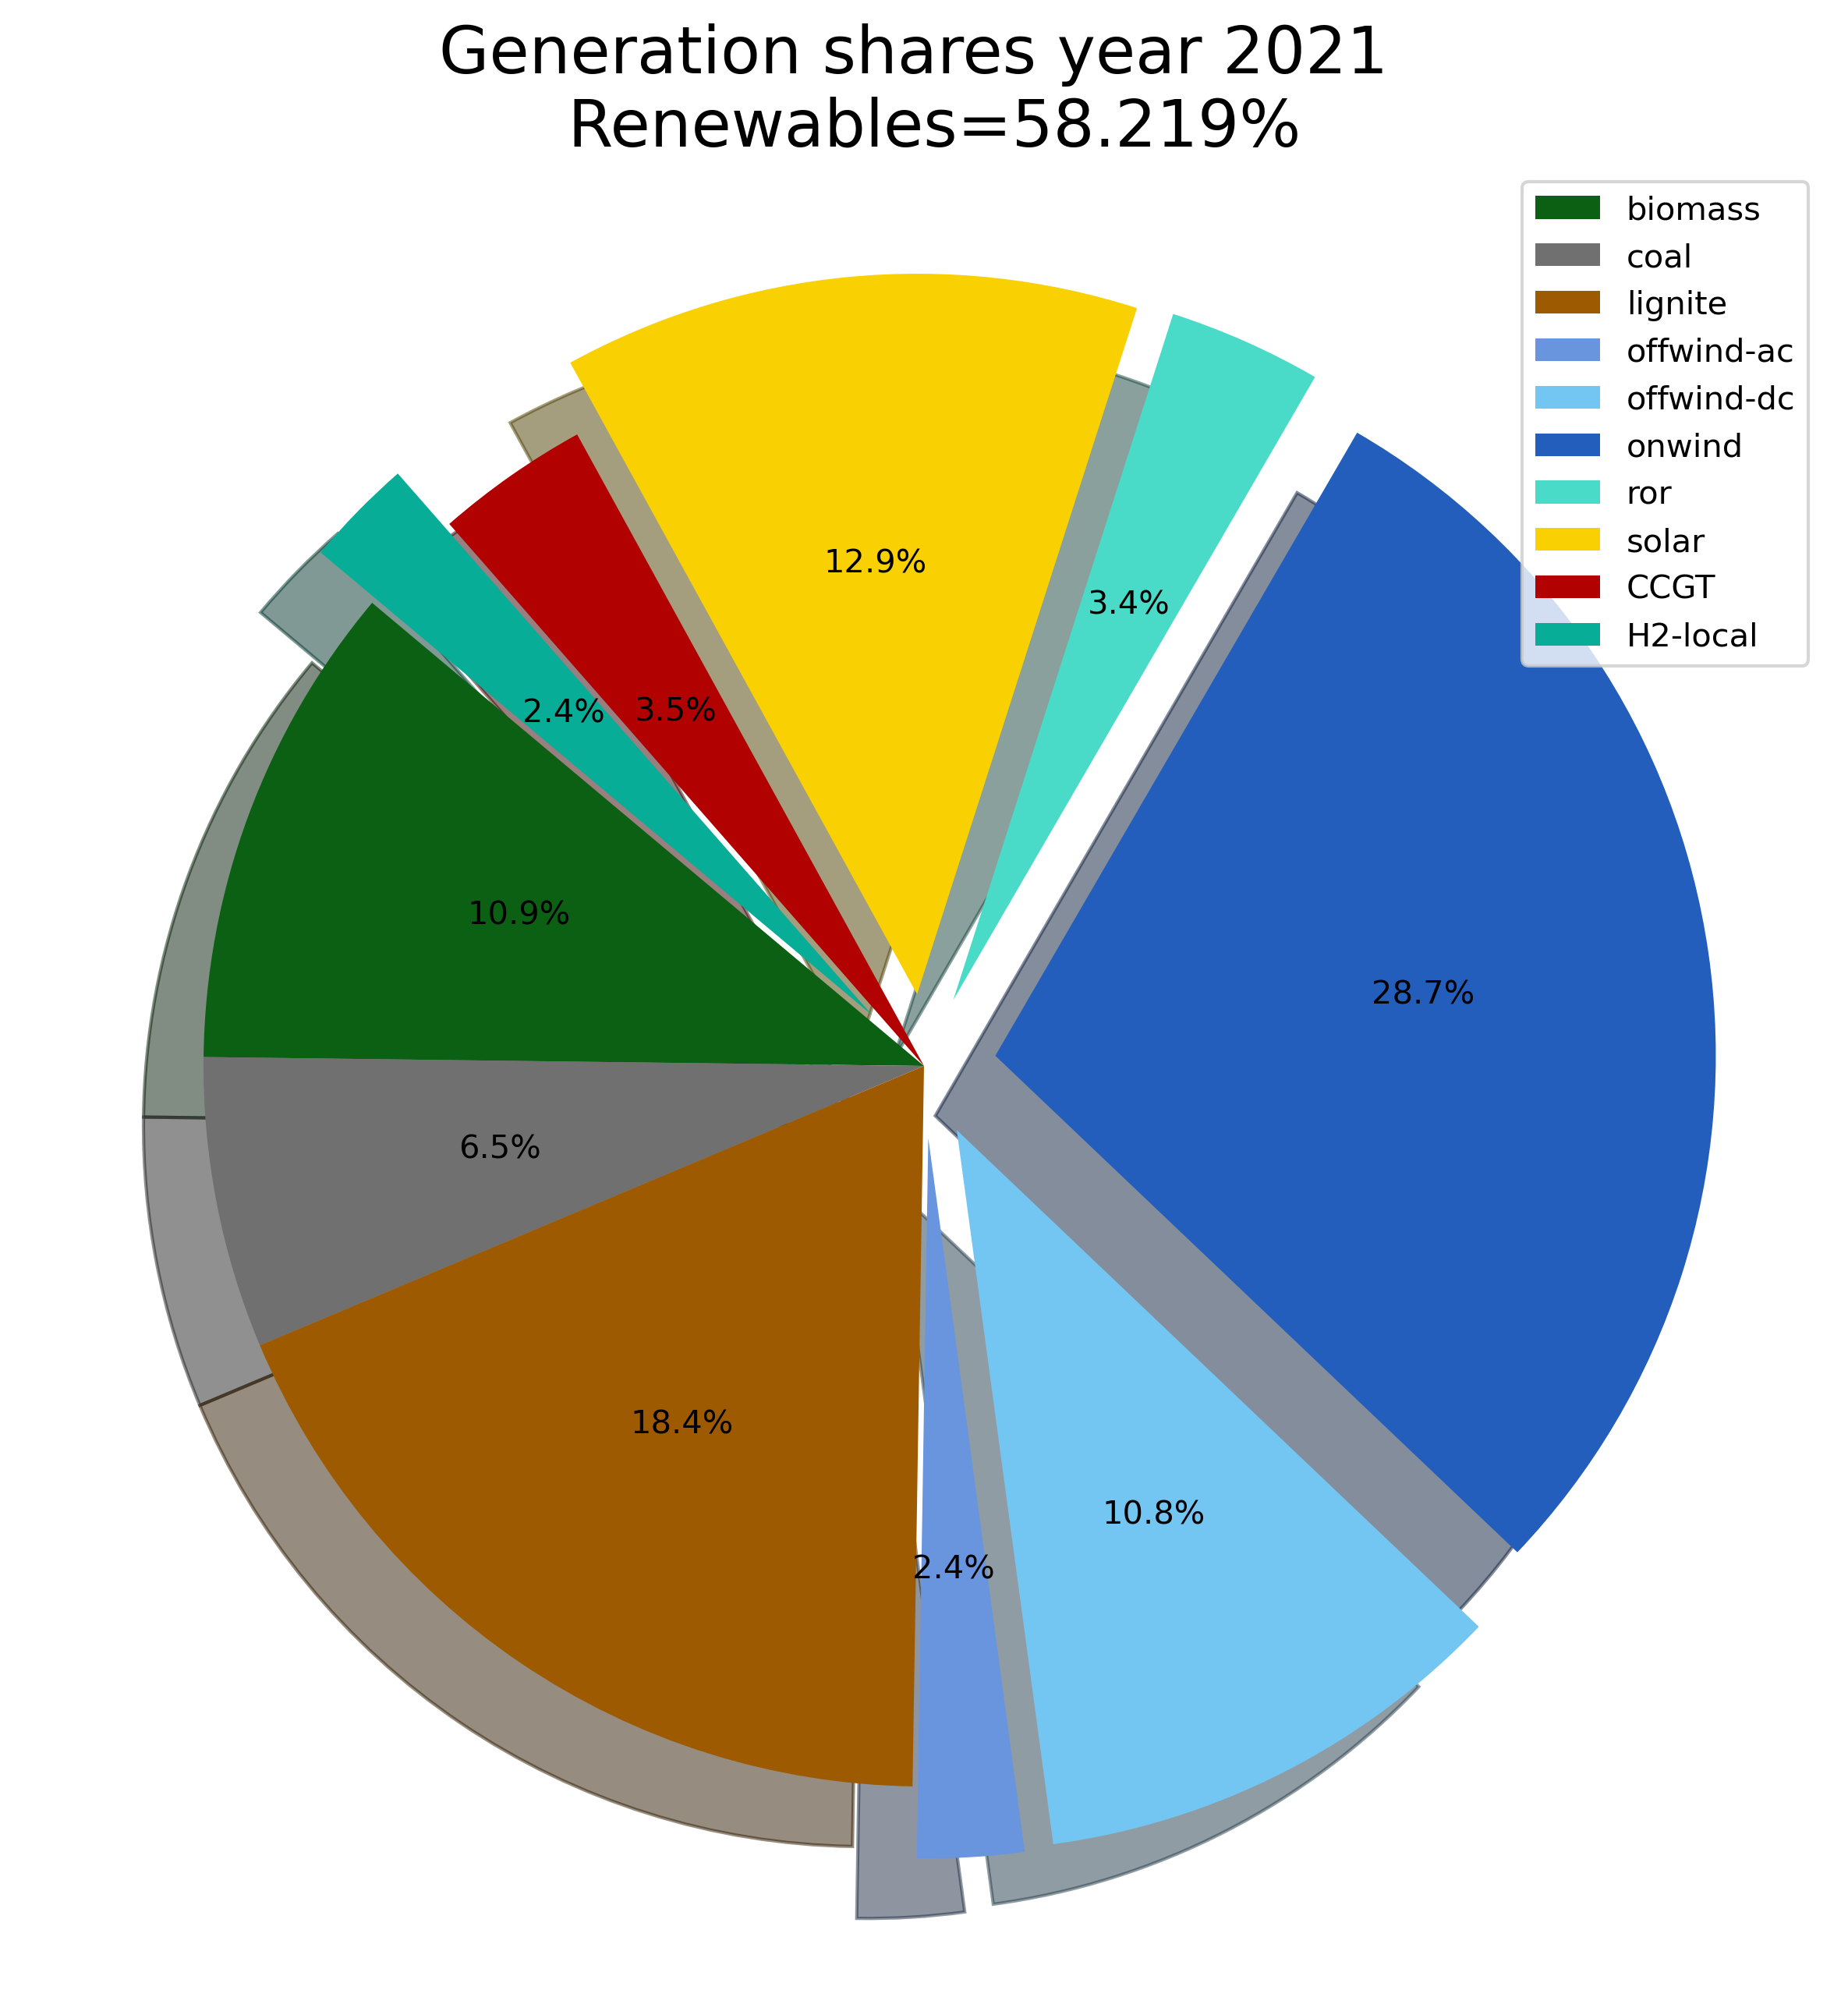 Generation shares year 2021
Renewables=58.219%
biomass
coal
lignite
offwind-ac
offwind-dc
onwind
ror
solar
CCGT
H2-local
12.9%
3.4%
2.4%
3.5%
10.9%
28.7%
6.5%
18.4%
10.8%
2.4%